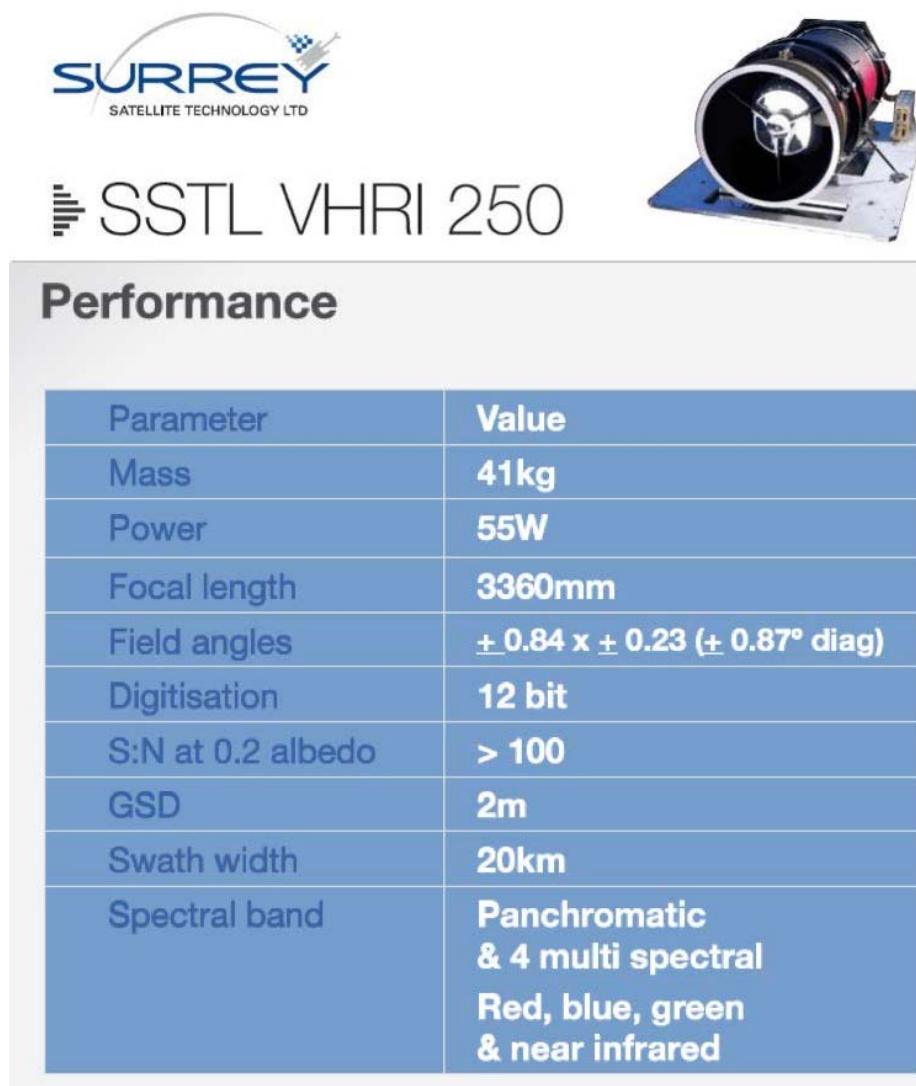 SURREY
SATELLITE TECHNOLOGY LTD
SSTL VHRI 250
Performance
Parameter Value
Mass 41kg
Power 55W
Focal length 3360mm
Field angles ± 0.84 x ± 0.23 (± 0.87º diag)
Digitisation 12 bit
S:N at 0.2 albedo > 100
GSD 2m
Swath width 20km
Spectral band Panchromatic
& 4 multi spectral
Red, blue, green
& near infrared